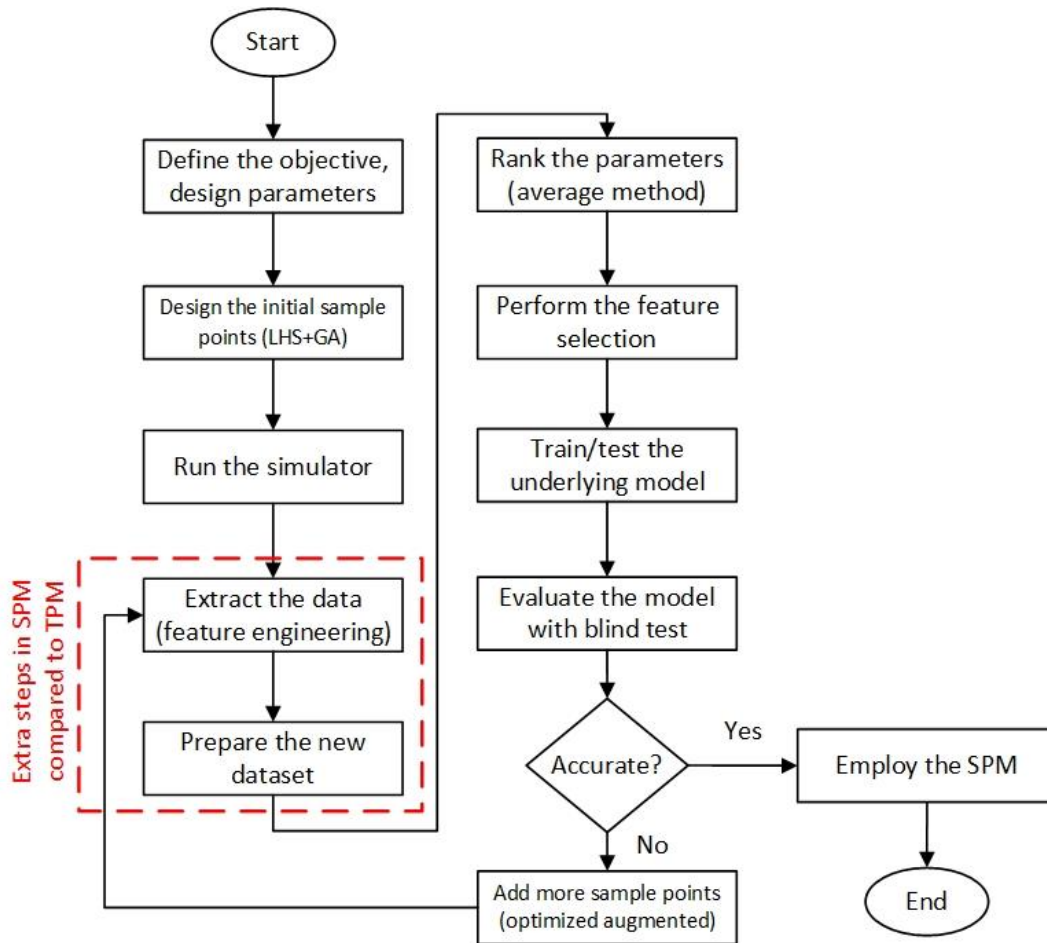 Start
Define the objective,
design parameters
Design the initial sample
points (LHS+GA)
Run the simulator
Extra steps in SPM
compared to TPM
Extract the data
(feature engineering)
Prepare the new
dataset
Rank the parameters
(average method)
Perform the feature
selection
Train/test the
underlying model
Evaluate the model
with blind test
Accurate?
Yes
Employ the SPM
No
Add more sample points
(optimized augmented)
End